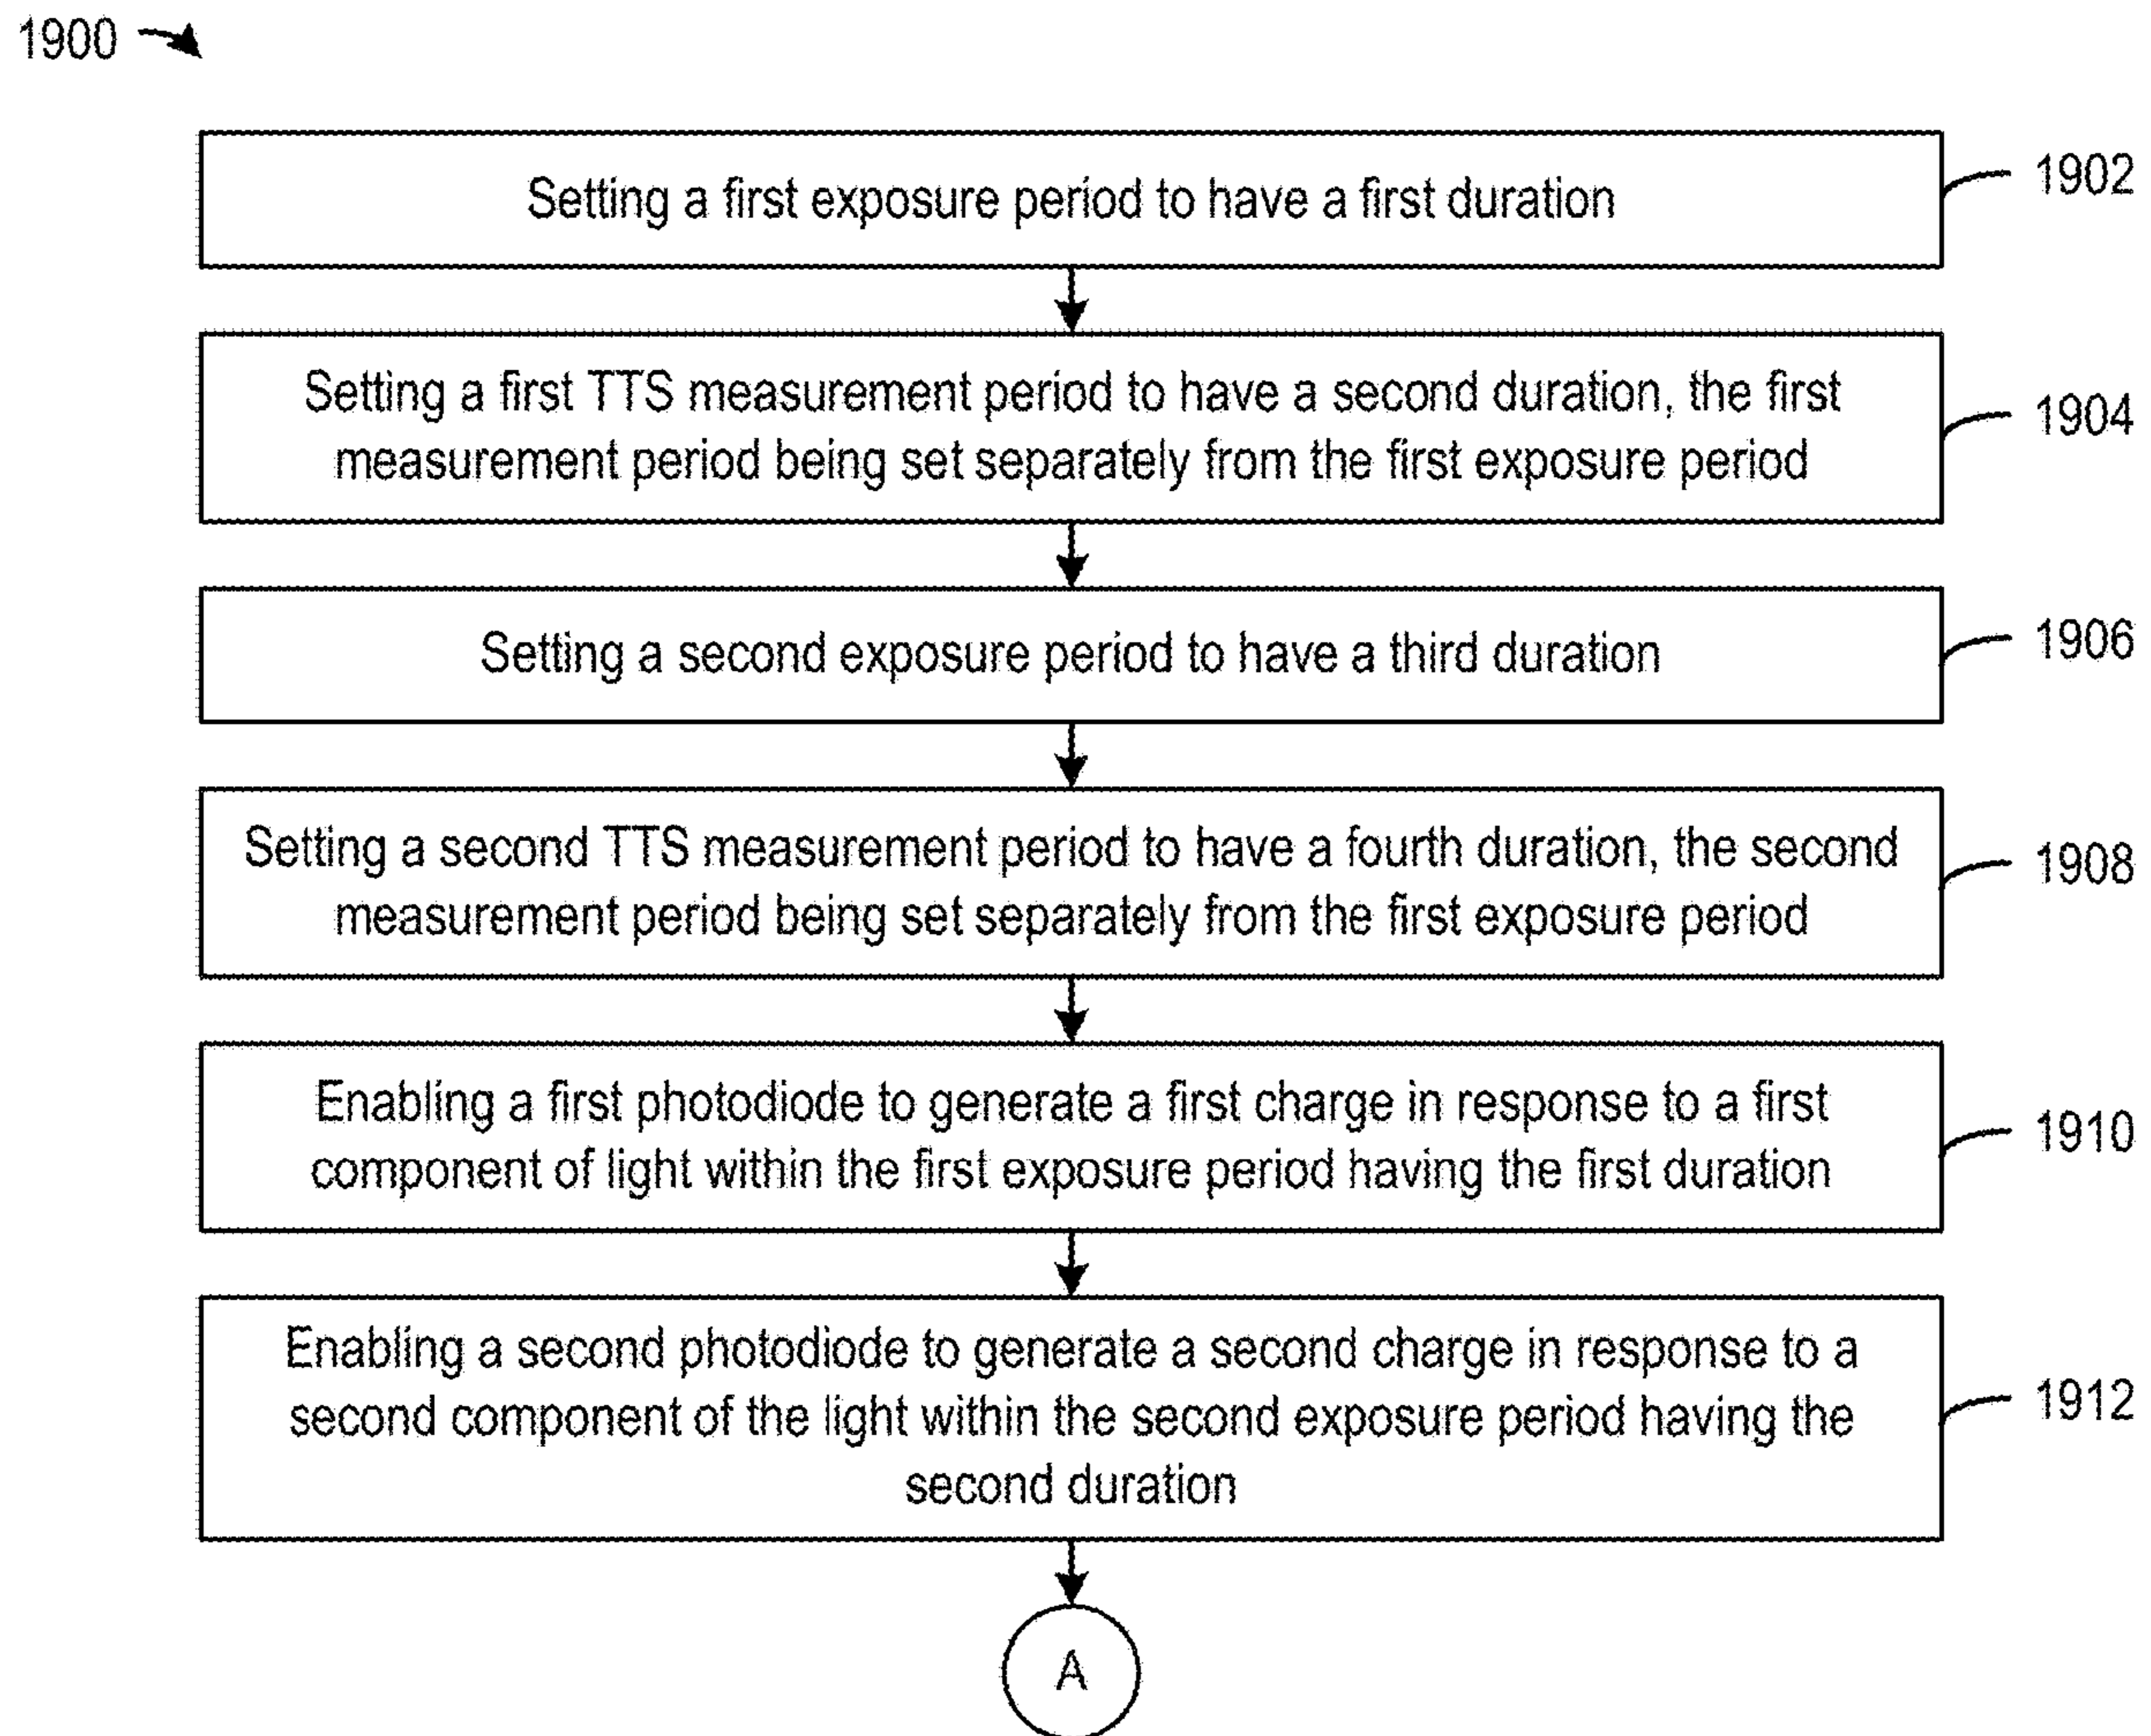 1900
Setting a first exposure period to have a first duration
1902
Setting a first TTS measurement period to have a second duration, the first
measurement period being set separately from the first exposure period
1904
Setting a second exposure period to have a third duration
1906
Setting a second TTS measurement period to have a fourth duration, the second
measurement period being set separately from the first exposure period
1908
Enabling a first photodiode to generate a first charge in response to a first
component of light within the first exposure period having the first duration
1910
Enabling a second photodiode to generate a second charge in response to a
second component of the light within the second exposure period having the
second duration
1912
A